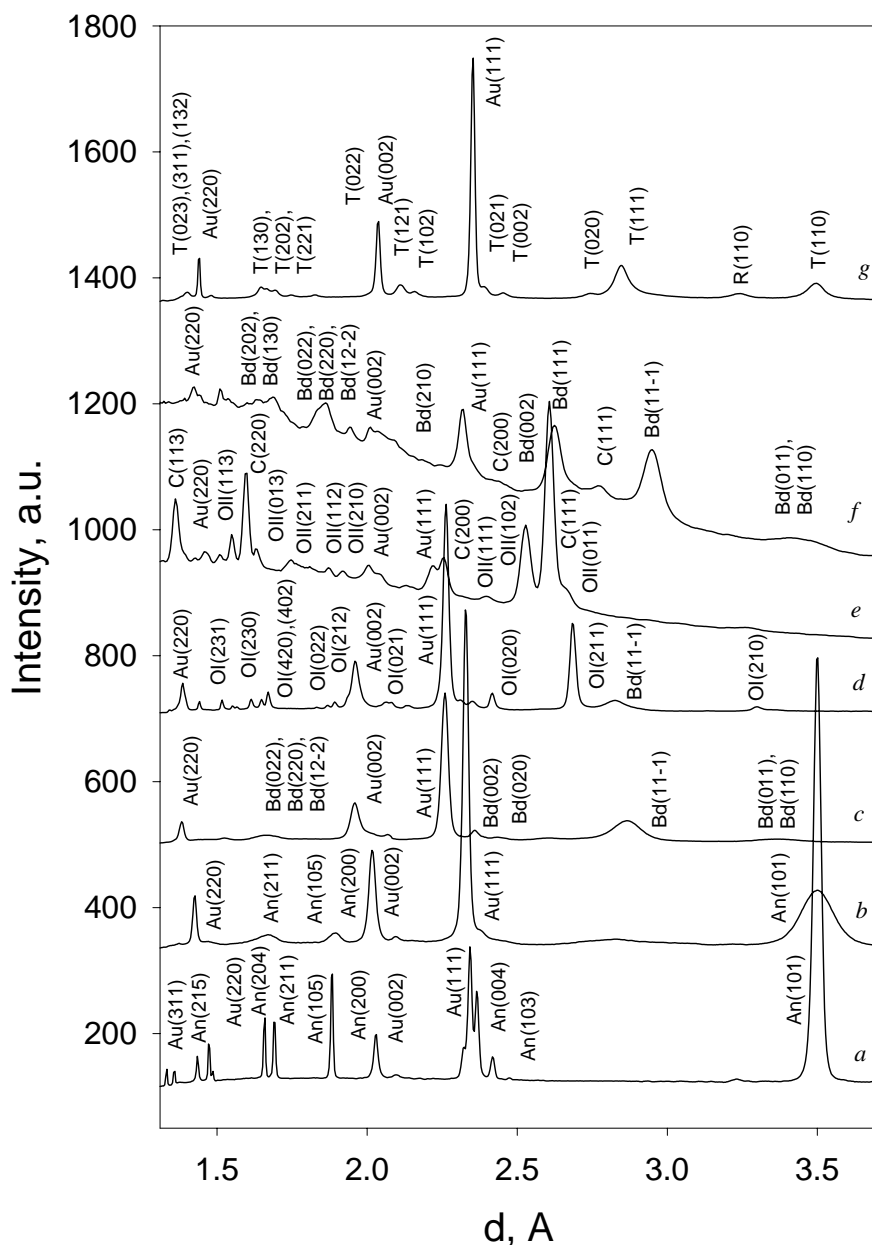 1800
1600
1400
1200
1000
800
600
400
200
Intensity, a.u.
T(023),(311),(132)
Au(220)
T(130),
T(202),
T(221)
T(022)
Au(002)
T(121)
T(102)
Au(111)
T(021)
T(002)
T(020)
T(111)
R(110)
T(110)
g
Au(220)
Bd(202),
Bd(130)
Bd(022),
Bd(220),
Bd(12-2)
Au(002)
Bd(210)
Au(111)
C(200)
Bd(002)
Bd(111)
C(111)
Bd(11-1)
Bd(011),
Bd(110)
f
C(113)
Au(220)
OII(113)
C(220)
OII(013)
OII(211)
OII(112)
OII(210)
Au(002)
Au(111)
C(200)
OII(111)
OII(102)
C(111)
OII(011)
e
Au(220)
OI(231)
OI(230)
OI(420),(402)
OI(022)
OI(212)
Au(002)
OI(021)
Au(111)
OI(020)
OI(211)
Bd(11-1)
OI(210)
d
Au(220)
Bd(022),
Bd(220),
Bd(12-2)
Au(002)
Au(111)
Bd(002)
Bd(020)
Bd(11-1)
Bd(011),
Bd(110)
c
Au(220)
An(211)
An(105)
An(200)
Au(002)
Au(111)
An(101)
b
Au(311)
An(215)
Au(220)
An(204)
An(211)
An(105)
An(200)
Au(002)
Au(111)
An(004)
An(103)
An(101)
a
1.5
2.0
2.5
3.0
3.5
d, A